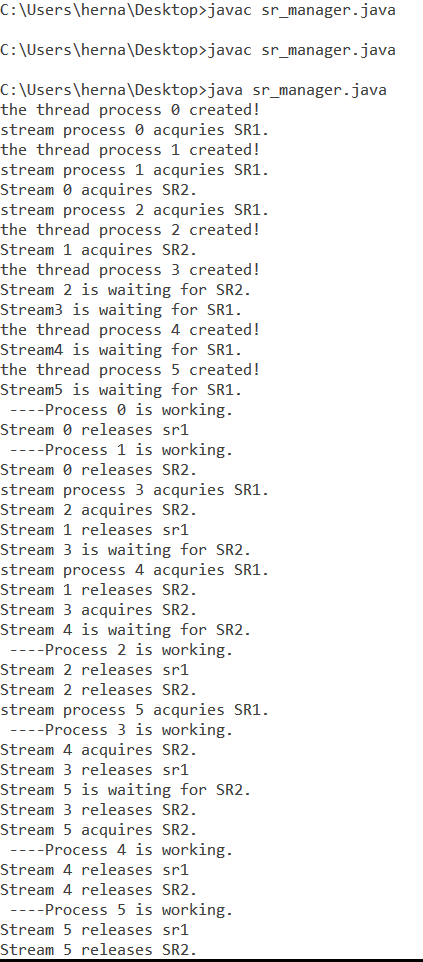 C:\Users\herna\Desktop>javac sr_manager.java
C:\Users\herna\Desktop>javac sr_manager.java
C:\Users\herna\Desktop>java sr_manager.java
the thread process 0 created!
stream process 0 acquries SR1.
the thread process 1 created!
stream process 1 acquries SR1.
Stream 0 acquires SR2.
stream process 2 acquries SR1.
the thread process 2 created!
Stream 1 acquires SR2.
the thread process 3 created!
Stream 2 is waiting for SR2.
Stream3 is waiting for SR1.
the thread process 4 created!
Stream4 is waiting for SR1.
the thread process 5 created!
Stream5 is waiting for SR1.
 ----Process 0 is working.
Stream 0 releases sr1
 ----Process 1 is working.
Stream 0 releases SR2.
stream process 3 acquries SR1.
Stream 2 acquires SR2.
Stream 1 releases sr1
Stream 3 is waiting for SR2.
stream process 4 acquries SR1.
Stream 1 releases SR2.
Stream 3 acquires SR2.
Stream 4 is waiting for SR2.
 ----Process 2 is working.
Stream 2 releases sr1
Stream 2 releases SR2.
stream process 5 acquries SR1.
 ----Process 3 is working.
Stream 4 acquires SR2.
Stream 3 releases sr1
Stream 5 is waiting for SR2.
Stream 3 releases SR2.
Stream 5 acquires SR2.
 ----Process 4 is working.
Stream 4 releases sr1
Stream 4 releases SR2.
 ----Process 5 is working.
Stream 5 releases sr1
Stream 5 releases SR2.